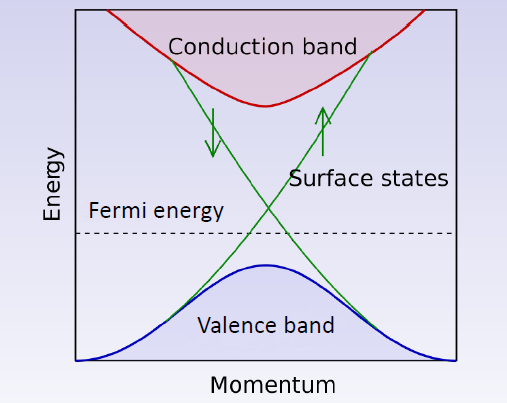 Conduction band
Surface states
Fermi energy
Valence band
Energy
Momentum